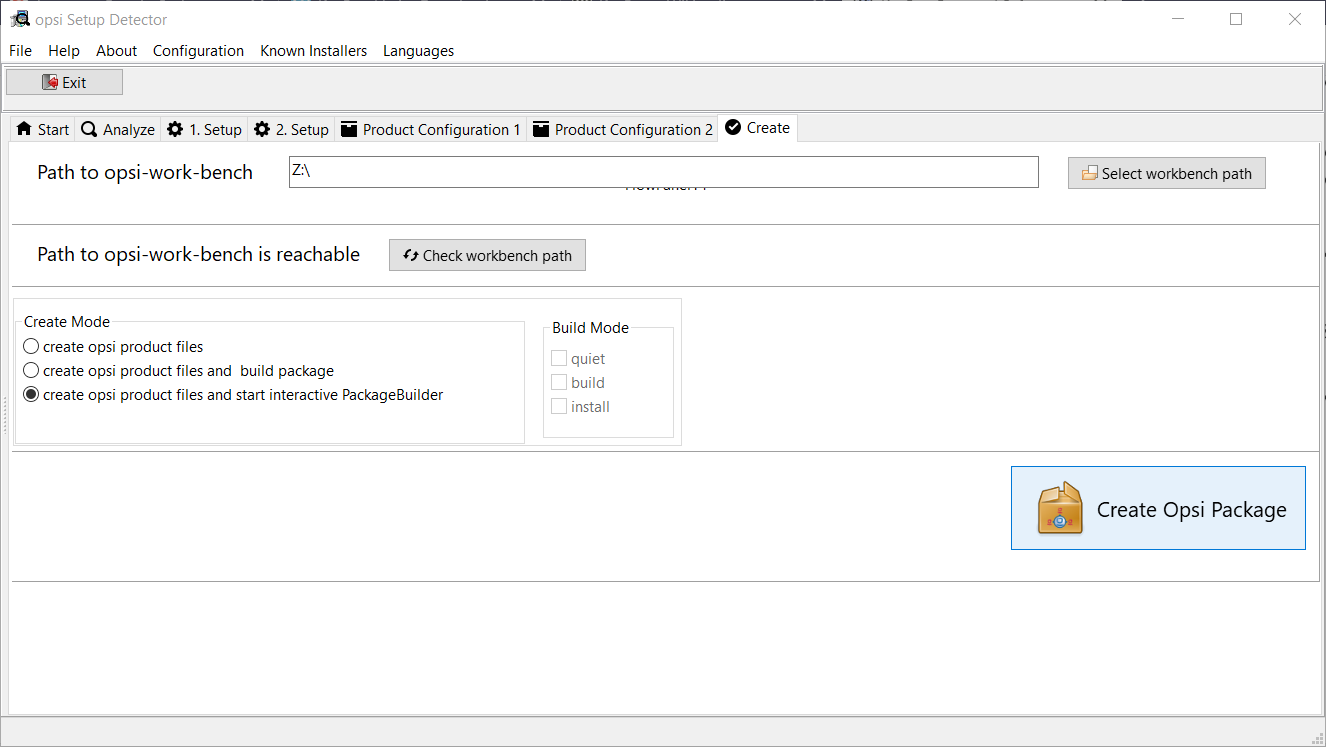 opsi Setup Detector
File Help About Configuration Known Installers Languages
Exit
Start Analyze 1. Setup 2. Setup Product Configuration 1 Product Configuration 2 Create
Path to opsi-work-bench Z:\ Select workbench path
Path to opsi-work-bench is reachable Check workbench path
Create Mode
create opsi product files
create opsi product files and  build package
create opsi product files and start interactive PackageBuilder
Build Mode
quiet
build
install
Create Opsi Package